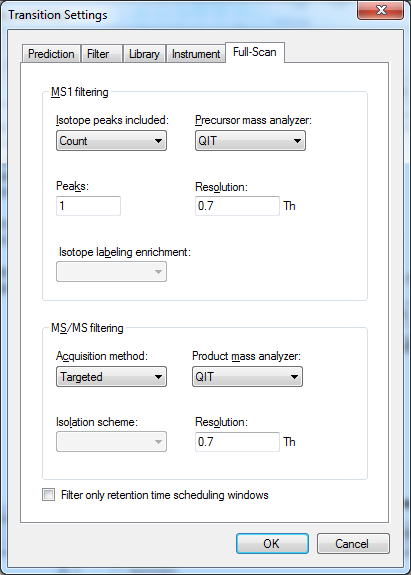 Transition Settings
Prediction Filter Library Instrument Full-Scan
MS1 filtering
Isotope peaks included: Precursor mass analyzer:
Count QIT
Peaks: Resolution:
1 0.7 Th
Isotope labeling enrichment:
MS/MS filtering
Acquisition method: Product mass analyzer:
Targeted QIT
Isolation scheme: Resolution:
0.7 Th
Filter only retention time scheduling windows
OK Cancel